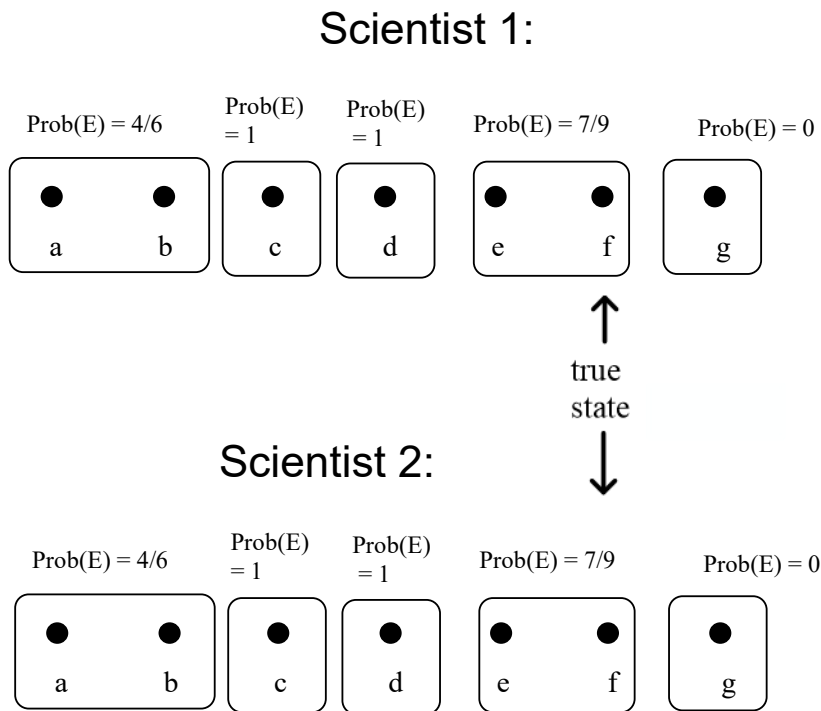 Scientist 1:
Prob(E) = 4/6
Prob(E)
= 1
Prob(E)
= 1
Prob(E) = 7/9
Prob(E) = 0
a b c d e f g
true
state
Scientist 2:
Prob(E) = 4/6
Prob(E)
= 1
Prob(E)
= 1
Prob(E) = 7/9
Prob(E) = 0
a b c d e f g